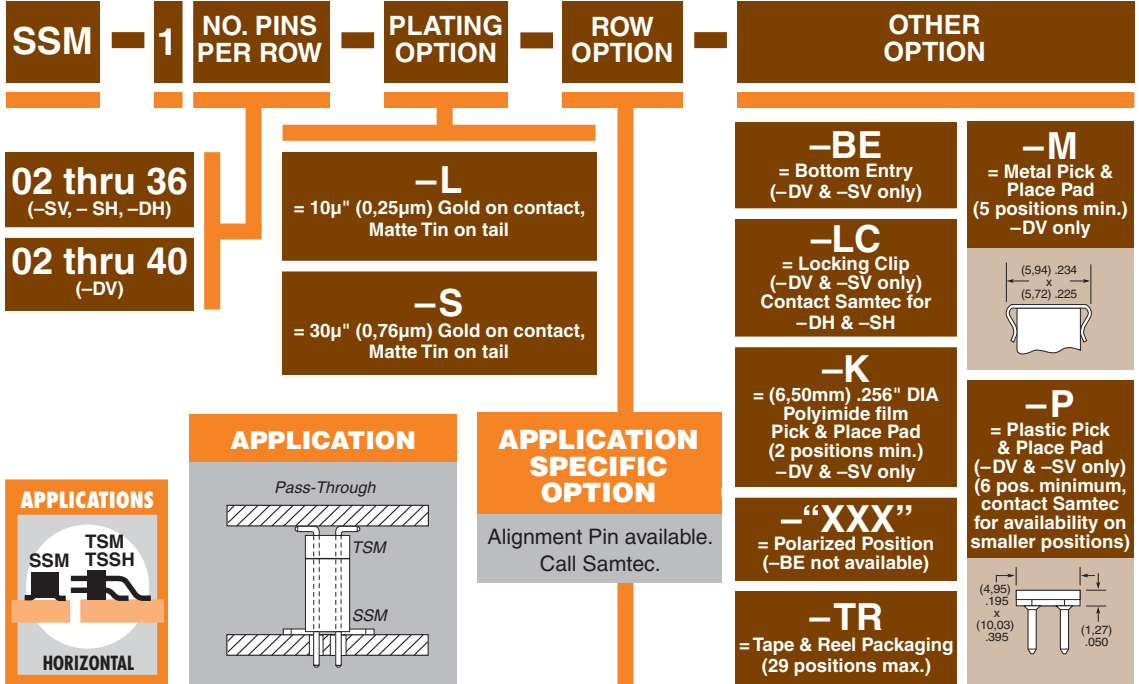 SSM
1
NO. PINS
PER ROW
PLATING
OPTION
ROW
OPTION
OTHER
OPTION
02 thru 36
(–SV, – SH, –DH)
02 thru 40
(–DV)
–L
= 10µ" (0,25µm) Gold on contact,
Matte Tin on tail
–S
= 30µ" (0,76µm) Gold on contact,
Matte Tin on tail
APPLICATIONS
SSM
TSM
TSSH
HORIZONTAL
APPLICATION
Pass-Through
TSM
SSM
APPLICATION
SPECIFIC
OPTION
Alignment Pin available.
Call Samtec.
–BE
= Bottom Entry
(–DV & –SV only)
–LC
= Locking Clip
(–DV & –SV only)
Contact Samtec for
–DH & –SH
–K
= (6,50mm) .256" DIA
Polyimide film
Pick & Place Pad
(2 positions min.)
–DV & –SV only
–“XXX”
= Polarized Position
(–BE not available)
–TR
= Tape & Reel Packaging
(29 positions max.)
–M
= Metal Pick &
Place Pad
(5 positions min.)
–DV only
(5,94) .234
x
(5,72) .225
–P
= Plastic Pick
& Place Pad
(–DV & –SV only)
(6 pos. minimum,
contact Samtec
for availability on
smaller positions)
(4,95)
.195
x
(10,03)
.395
(1,27)
.050